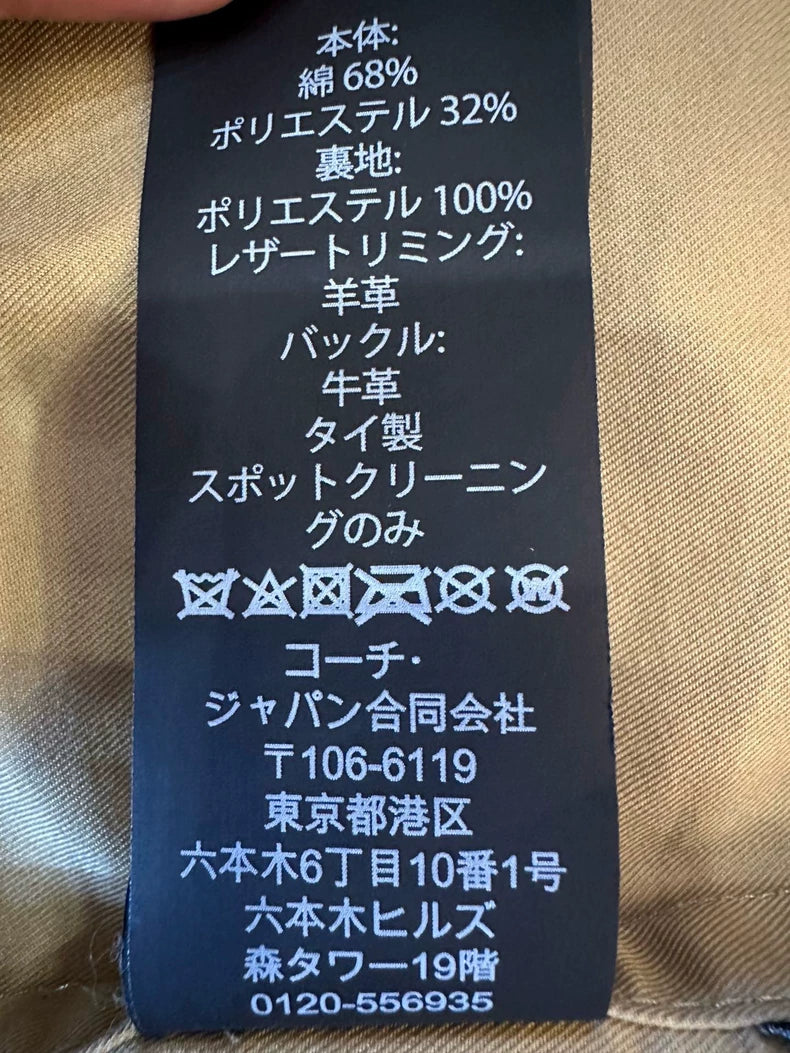 本体:
綿 68%
ポリエステル 32%
裏地:
ポリエステル 100%
レザートリミング:
羊革
バックル:
牛革
タイ製
スポットクリーニン
グのみ
コーチ・
ジャパン合同会社
〒106-6119
東京都港区
六本木6丁目10番1号
六本木ヒルズ
森タワー19階
0120-556935